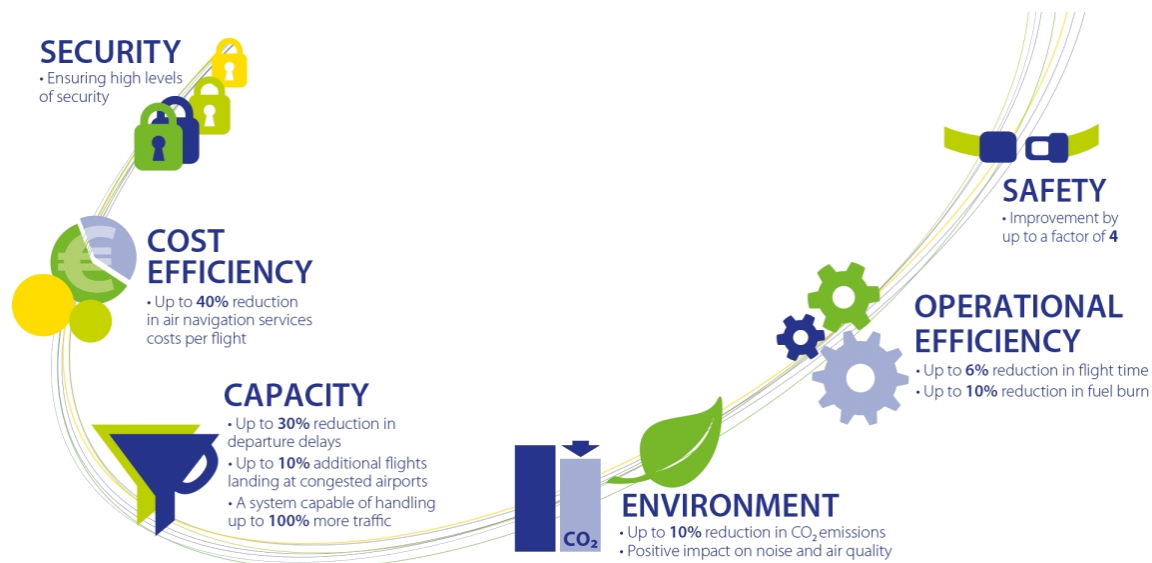 SECURITY
• Ensuring high levels
of security
COST
EFFICIENCY
• Up to 40% reduction
in air navigation services
costs per flight
€
CAPACITY
• Up to 30% reduction in
departure delays
• Up to 10% additional flights
landing at congested airports
• A system capable of handling
up to 100% more traffic
CO₂
ENVIRONMENT
• Up to 10% reduction in CO₂ emissions
• Positive impact on noise and air quality
OPERATIONAL
EFFICIENCY
• Up to 6% reduction in flight time
• Up to 10% reduction in fuel burn
SAFETY
• Improvement by
up to a factor of 4